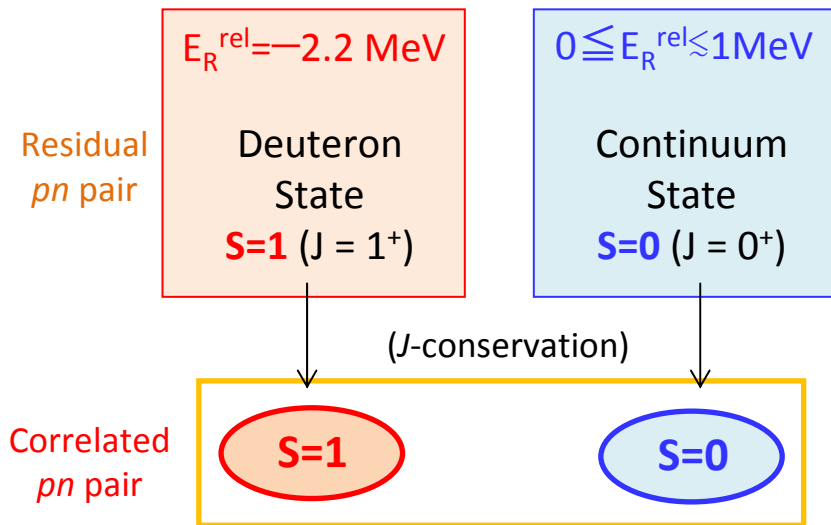 E_R^rel=−2.2 MeV
0≦E_R^rel≲1MeV
Residual
pn pair
Deuteron
State
S=1 (J = 1⁺)
Continuum
State
S=0 (J = 0⁺)
(J-conservation)
Correlated
pn pair
S=1
S=0